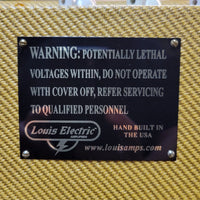 WARNING: POTENTIALLY LETHAL
VOLTAGES WITHIN, DO NOT OPERATE
WITH COVER OFF, REFER SERVICING
TO QUALIFIED PERSONNEL
Louis Electric
AMPLIFIERS
HAND BUILT IN
THE USA
www.louisamps.com